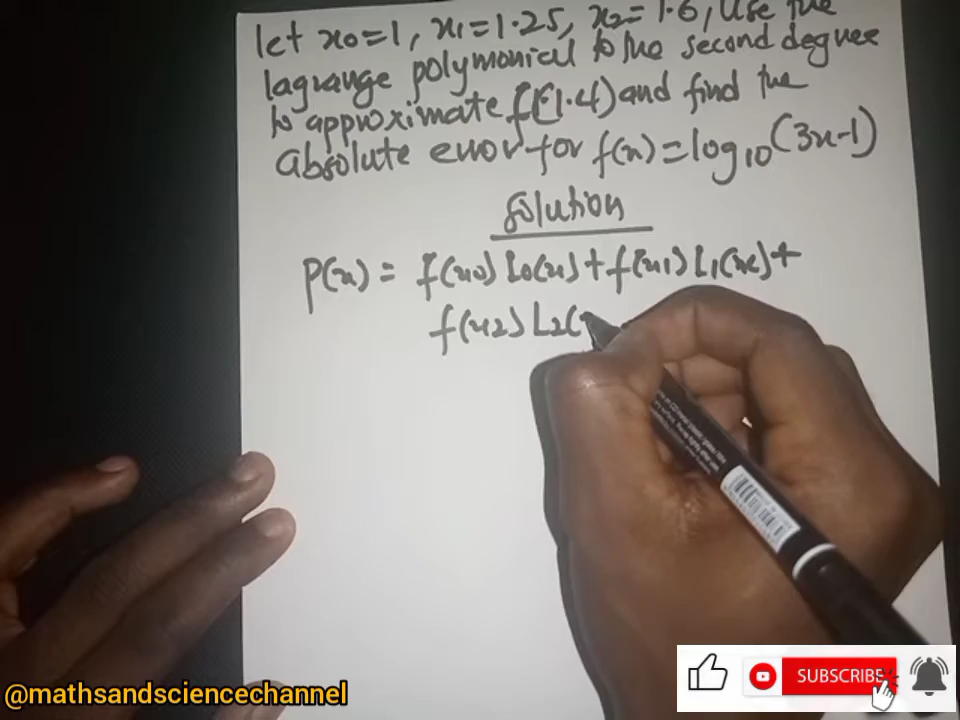 let x0=1, x1=1.25, x2=1.6, Use the
lagrange polymonical to the second degree
to approximate f(1.4) and find the
absolute error for f(x)=log10(3x-1)
Solution
P(x) = f(x0) L0(x) + f(x1) L1(x) +
f(x2) L2(
@mathsandsciencechannel
SUBSCRIBE